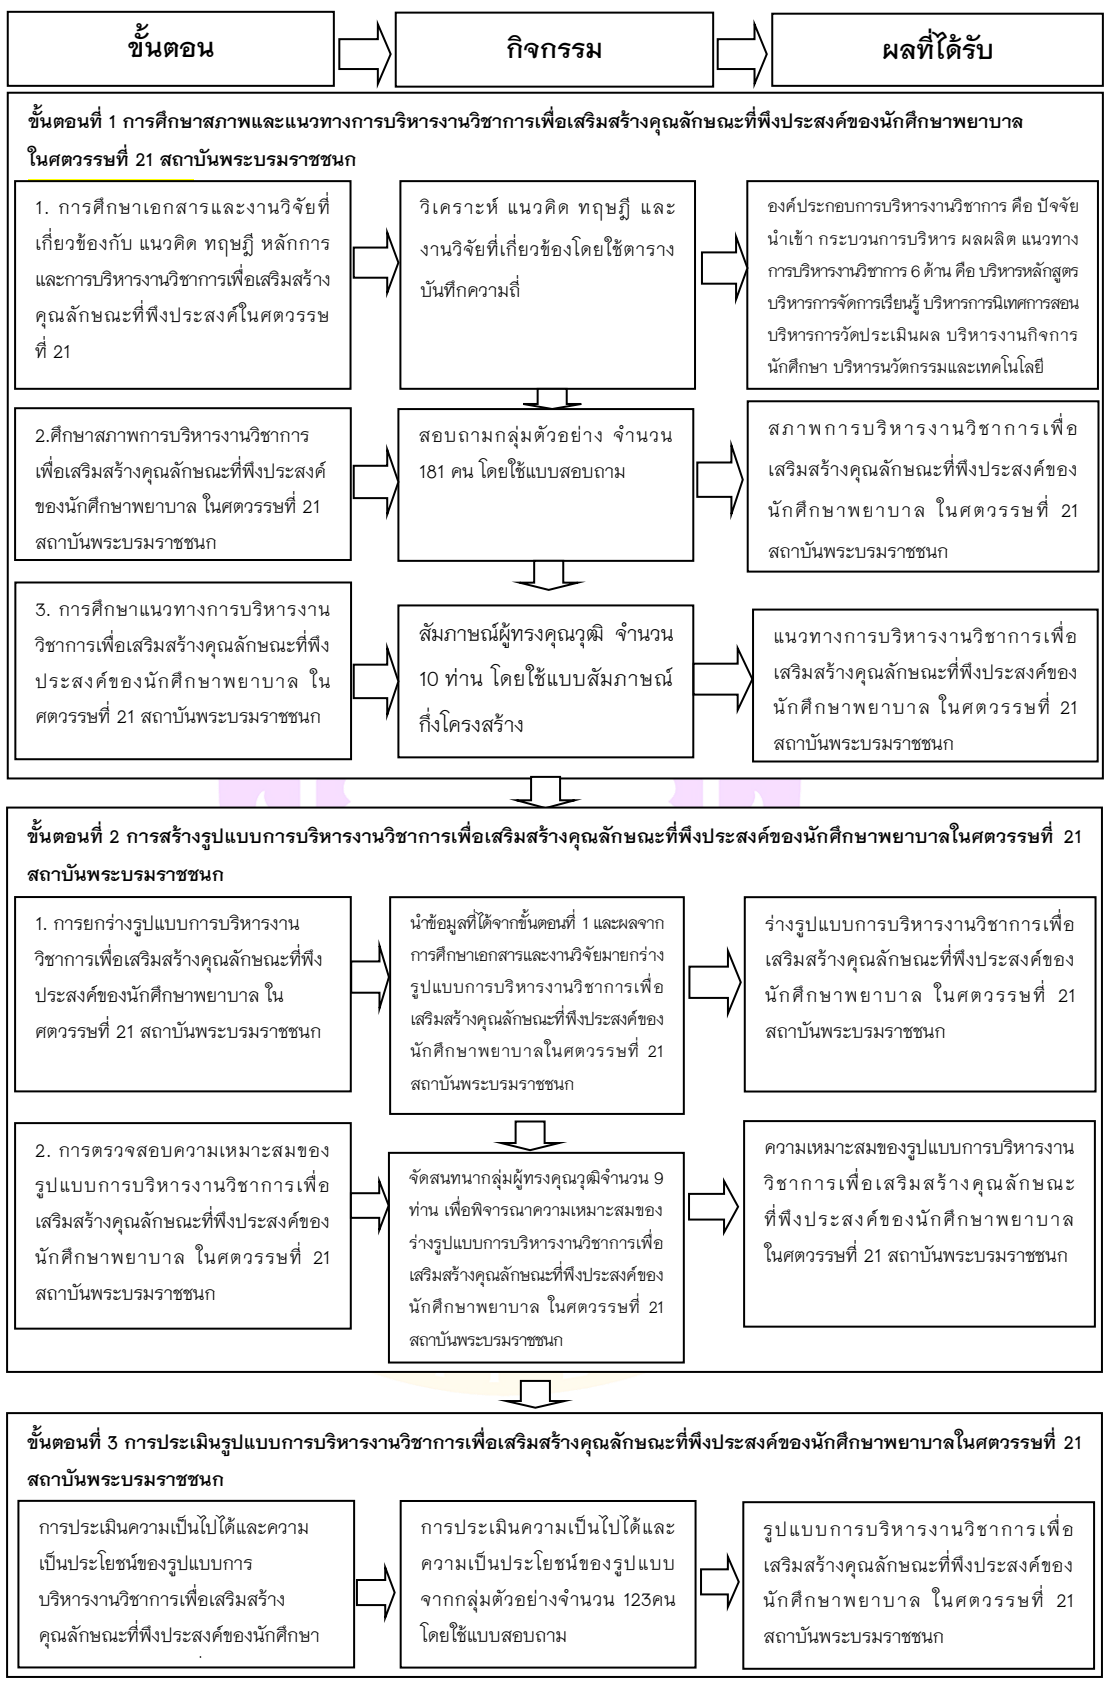 ขั้นตอน
กิจกรรม
ผลที่ได้รับ
ขั้นตอนที่ 1 การศึกษาสภาพและแนวทางการบริหารงานวิชาการเพื่อเสริมสร้างคุณลักษณะที่พึงประสงค์ของนักศึกษาพยาบาล
ในศตวรรษที่ 21 สถาบันพระบรมราชชนก
1. การศึกษาเอกสารและงานวิจัยที่
เกี่ยวข้องกับ แนวคิด ทฤษฎี หลักการ
และการบริหารงานวิชาการเพื่อเสริมสร้าง
คุณลักษณะที่พึงประสงค์ในศตวรรษ
ที่ 21
วิเคราะห์ แนวคิด ทฤษฎี และ
งานวิจัยที่เกี่ยวข้องโดยใช้ตาราง
บันทึกความถี่
องค์ประกอบการบริหารงานวิชาการ คือ ปัจจัย
นำเข้า กระบวนการบริหาร ผลผลิต แนวทาง
การบริหารงานวิชาการ 6 ด้าน คือ บริหารหลักสูตร
บริหารการจัดการเรียนรู้ บริหารการนิเทศการสอน
บริหารการวัดประเมินผล บริหารงานกิจการ
นักศึกษา บริหารนวัตกรรมและเทคโนโลยี
2.ศึกษาสภาพการบริหารงานวิชาการ
เพื่อเสริมสร้างคุณลักษณะที่พึงประสงค์
ของนักศึกษาพยาบาล ในศตวรรษที่ 21
สถาบันพระบรมราชชนก
สอบถามกลุ่มตัวอย่าง จำนวน
181 คน โดยใช้แบบสอบถาม
สภาพการบริหารงานวิชาการเพื่อ
เสริมสร้างคุณลักษณะที่พึงประสงค์ของ
นักศึกษาพยาบาล ในศตวรรษที่ 21
สถาบันพระบรมราชชนก
3. การศึกษาแนวทางการบริหารงาน
วิชาการเพื่อเสริมสร้างคุณลักษณะที่พึง
ประสงค์ของนักศึกษาพยาบาล ใน
ศตวรรษที่ 21 สถาบันพระบรมราชชนก
สัมภาษณ์ผู้ทรงคุณวุฒิ จำนวน
10 ท่าน โดยใช้แบบสัมภาษณ์
กึ่งโครงสร้าง
แนวทางการบริหารงานวิชาการเพื่อ
เสริมสร้างคุณลักษณะที่พึงประสงค์ของ
นักศึกษาพยาบาล ในศตวรรษที่ 21
สถาบันพระบรมราชชนก
ขั้นตอนที่ 2 การสร้างรูปแบบการบริหารงานวิชาการเพื่อเสริมสร้างคุณลักษณะที่พึงประสงค์ของนักศึกษาพยาบาลในศตวรรษที่ 21
สถาบันพระบรมราชชนก
1. การยกร่างรูปแบบการบริหารงาน
วิชาการเพื่อเสริมสร้างคุณลักษณะที่พึง
ประสงค์ของนักศึกษาพยาบาล ใน
ศตวรรษที่ 21 สถาบันพระบรมราชชนก
นำข้อมูลที่ได้จากขั้นตอนที่ 1 และผลจาก
การศึกษาเอกสารและงานวิจัยมายกร่าง
รูปแบบการบริหารงานวิชาการเพื่อ
เสริมสร้างคุณลักษณะที่พึงประสงค์ของ
นักศึกษาพยาบาลในศตวรรษที่ 21
สถาบันพระบรมราชชนก
ร่างรูปแบบการบริหารงานวิชาการเพื่อ
เสริมสร้างคุณลักษณะที่พึงประสงค์ของ
นักศึกษาพยาบาล ในศตวรรษที่ 21
สถาบันพระบรมราชชนก
2. การตรวจสอบความเหมาะสมของ
รูปแบบการบริหารงานวิชาการเพื่อ
เสริมสร้างคุณลักษณะที่พึงประสงค์ของ
นักศึกษาพยาบาล ในศตวรรษที่ 21
สถาบันพระบรมราชชนก
จัดสนทนากลุ่มผู้ทรงคุณวุฒิจำนวน 9
ท่าน เพื่อพิจารณาความเหมาะสมของ
ร่างรูปแบบการบริหารงานวิชาการเพื่อ
เสริมสร้างคุณลักษณะที่พึงประสงค์ของ
นักศึกษาพยาบาล ในศตวรรษที่ 21
สถาบันพระบรมราชชนก
ความเหมาะสมของรูปแบบการบริหารงาน
วิชาการเพื่อเสริมสร้างคุณลักษณะ
ที่พึงประสงค์ของนักศึกษาพยาบาล
ในศตวรรษที่ 21 สถาบันพระบรมราชชนก
ขั้นตอนที่ 3 การประเมินรูปแบบการบริหารงานวิชาการเพื่อเสริมสร้างคุณลักษณะที่พึงประสงค์ของนักศึกษาพยาบาลในศตวรรษที่ 21
สถาบันพระบรมราชชนก
การประเมินความเป็นไปได้และความ
เป็นประโยชน์ของรูปแบบการ
บริหารงานวิชาการเพื่อเสริมสร้าง
คุณลักษณะที่พึงประสงค์ของนักศึกษา
การประเมินความเป็นไปได้และ
ความเป็นประโยชน์ของรูปแบบ
จากกลุ่มตัวอย่างจำนวน 123คน
โดยใช้แบบสอบถาม
รูปแบบการบริหารงานวิชาการเพื่อ
เสริมสร้างคุณลักษณะที่พึงประสงค์ของ
นักศึกษาพยาบาล ในศตวรรษที่ 21
สถาบันพระบรมราชชนก